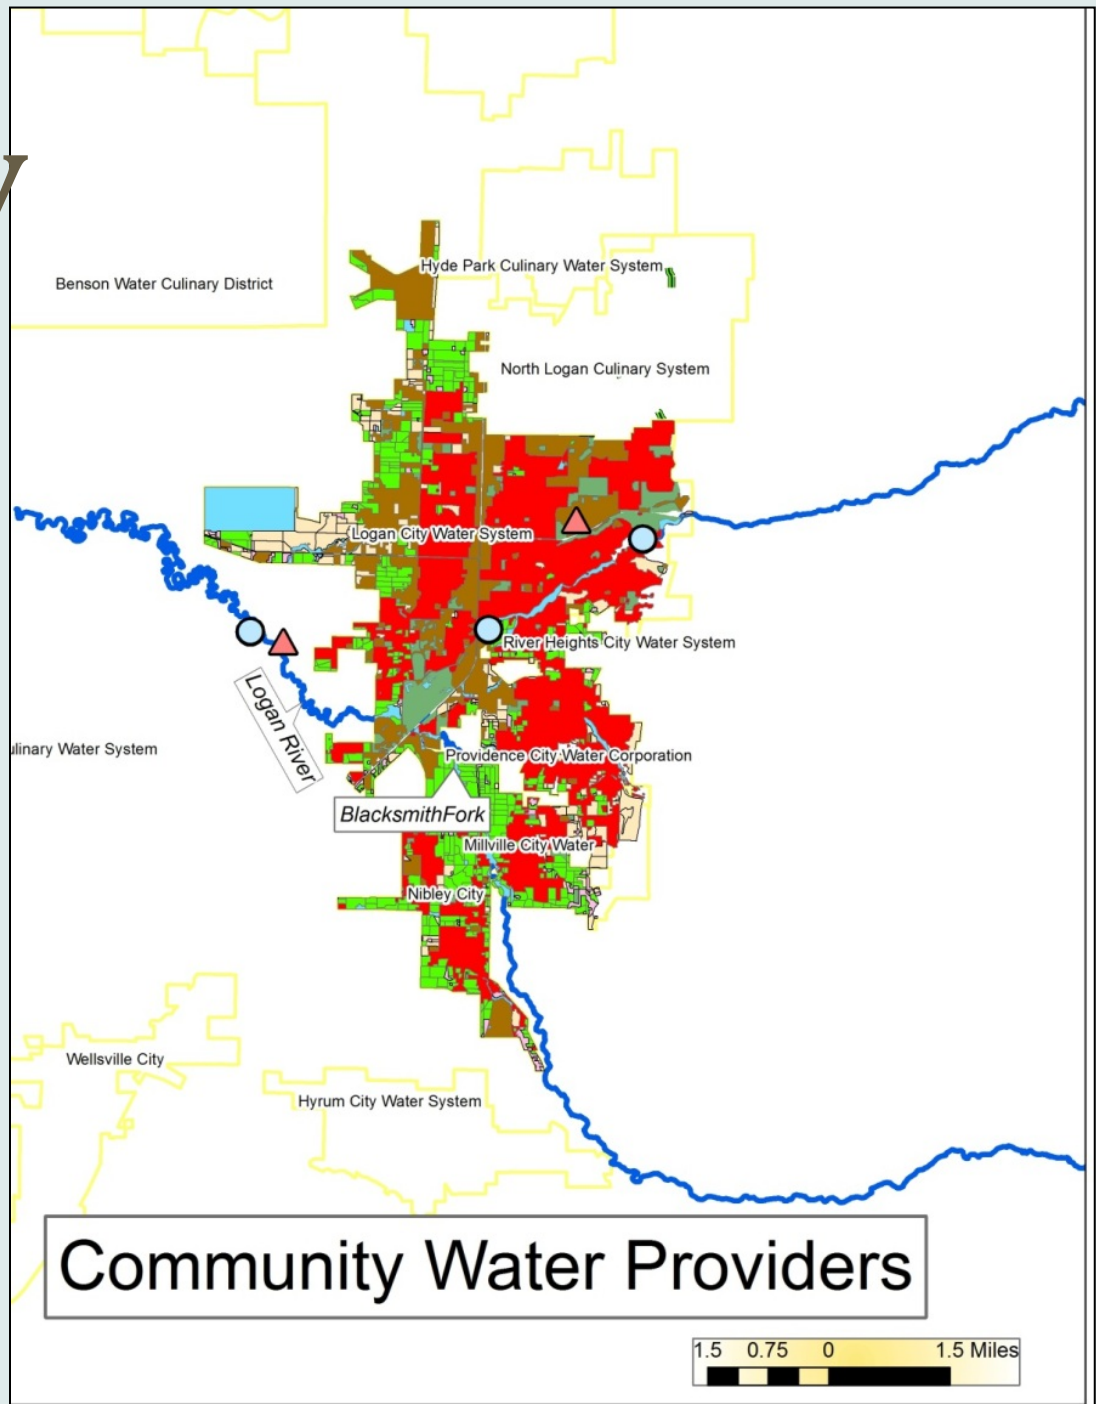 y
Hyde Park Culinary Water System
Benson Water Culinary District
North Logan Culinary System
Logan City Water System
River Heights City Water System
Logan River
ulinary Water System
Providence City Water Corporation
BlacksmithFork
Millville City Water
Nibley City
Wellsville City
Hyrum City Water System
Community Water Providers
1.5 0.75 0 1.5 Miles